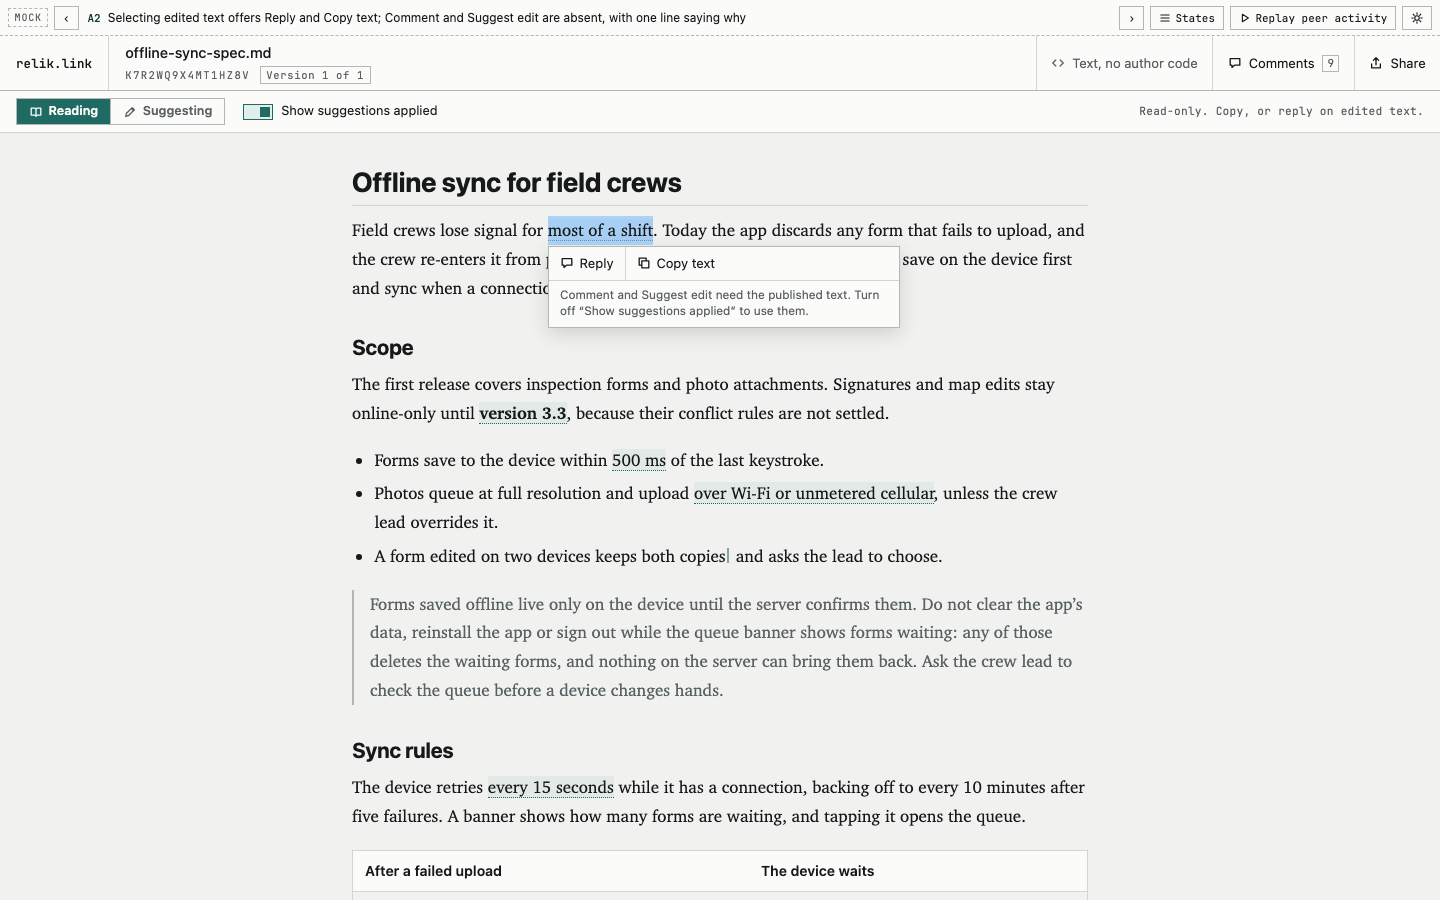 MOCK ‹ A2 Selecting edited text offers Reply and Copy text; Comment and Suggest edit are absent, with one line saying why › States Replay peer activity
relik.link
offline-sync-spec.md
K7R2WQ9X4MT1HZ8V Version 1 of 1
Text, no author code Comments 9 Share
Reading Suggesting Show suggestions applied Read-only. Copy, or reply on edited text.
Offline sync for field crews
Field crews lose signal for most of a shift. Today the app discards any form that fails to upload, and
the crew re-enters it from save on the device first
and sync when a
Reply Copy text
Comment and Suggest edit need the published text. Turn
off “Show suggestions applied” to use them.
Scope
The first release covers inspection forms and photo attachments. Signatures and map edits stay
online-only until version 3.3, because their conflict rules are not settled.
• Forms save to the device within 500 ms of the last keystroke.
• Photos queue at full resolution and upload over Wi-Fi or unmetered cellular, unless the crew
lead overrides it.
• A form edited on two devices keeps both copies and asks the lead to choose.
Forms saved offline live only on the device until the server confirms them. Do not clear the app’s
data, reinstall the app or sign out while the queue banner shows forms waiting: any of those
deletes the waiting forms, and nothing on the server can bring them back. Ask the crew lead to
check the queue before a device changes hands.
Sync rules
The device retries every 15 seconds while it has a connection, backing off to every 10 minutes after
five failures. A banner shows how many forms are waiting, and tapping it opens the queue.
After a failed upload The device waits